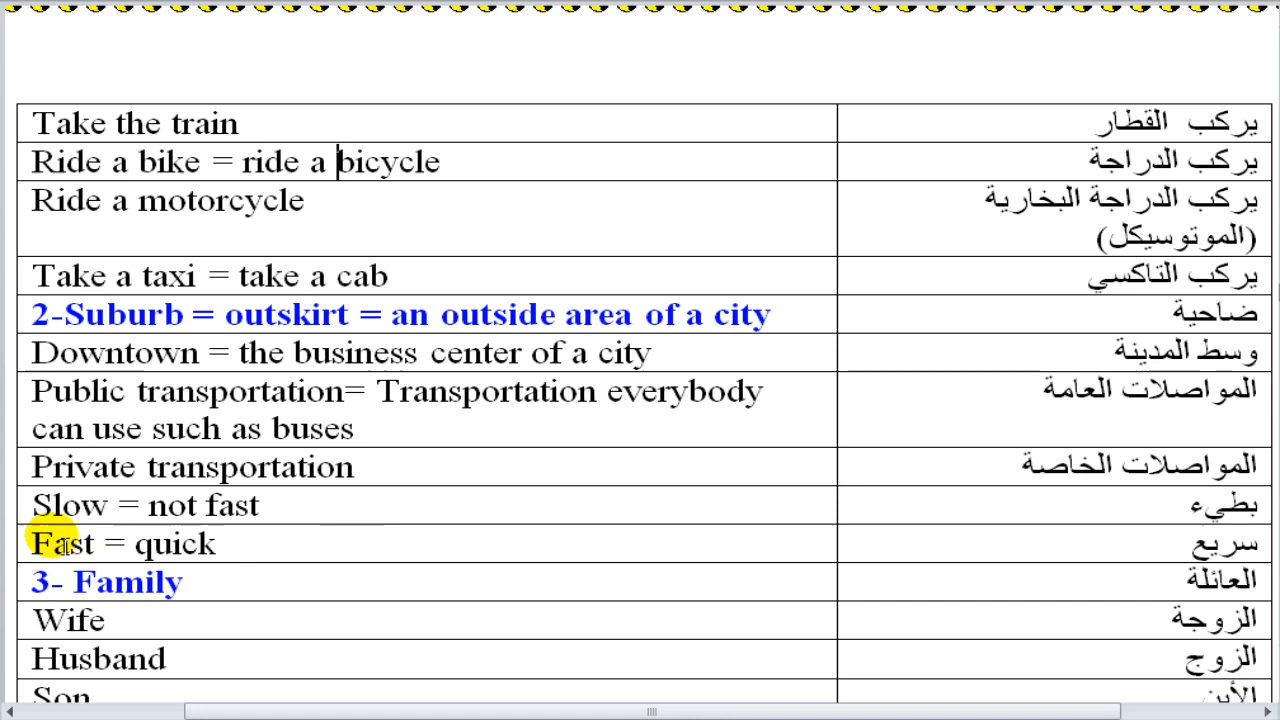 Take the train
يركب القطار
Ride a bike = ride a bicycle
يركب الدراجة
Ride a motorcycle
يركب الدراجة البخارية
(الموتوسيكل)
Take a taxi = take a cab
يركب التاكسي
2-Suburb = outskirt = an outside area of a city
ضاحية
Downtown = the business center of a city
وسط المدينة
Public transportation= Transportation everybody
can use such as buses
المواصلات العامة
Private transportation
المواصلات الخاصة
Slow = not fast
بطيء
Fast = quick
سريع
3- Family
العائلة
Wife
الزوجة
Husband
الزوج
Son
الأبن